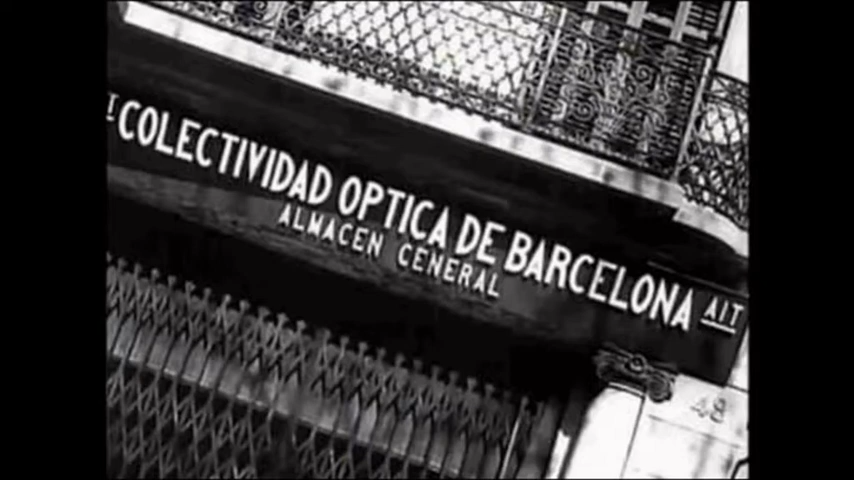 T COLECTIVIDAD OPTICA DE BARCELONA AIT
ALMACEN GENERAL
48